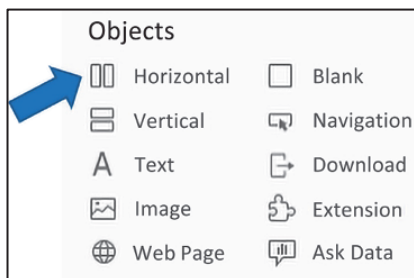 Objects
Horizontal Blank
Vertical Navigation
Text Download
Image Extension
Web Page Ask Data